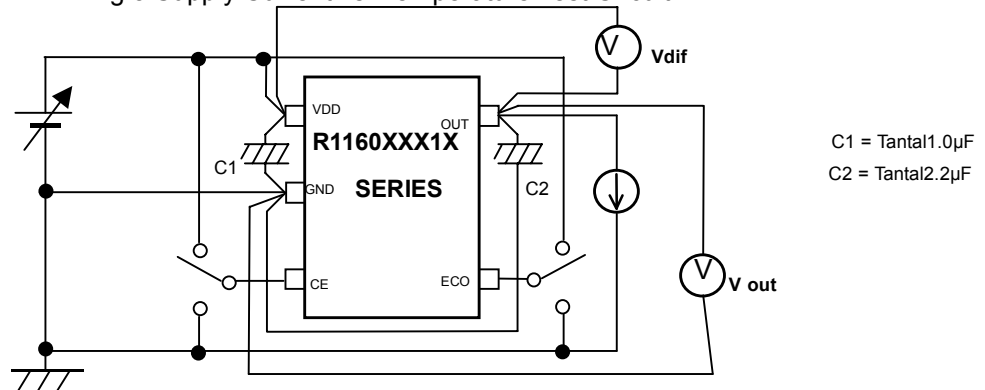 V
Vdif
VDD
OUT
R1160XXX1X
C1 = Tantal1.0µF
C1
GND
SERIES
C2
C2 = Tantal2.2µF
CE
ECO
V
V out